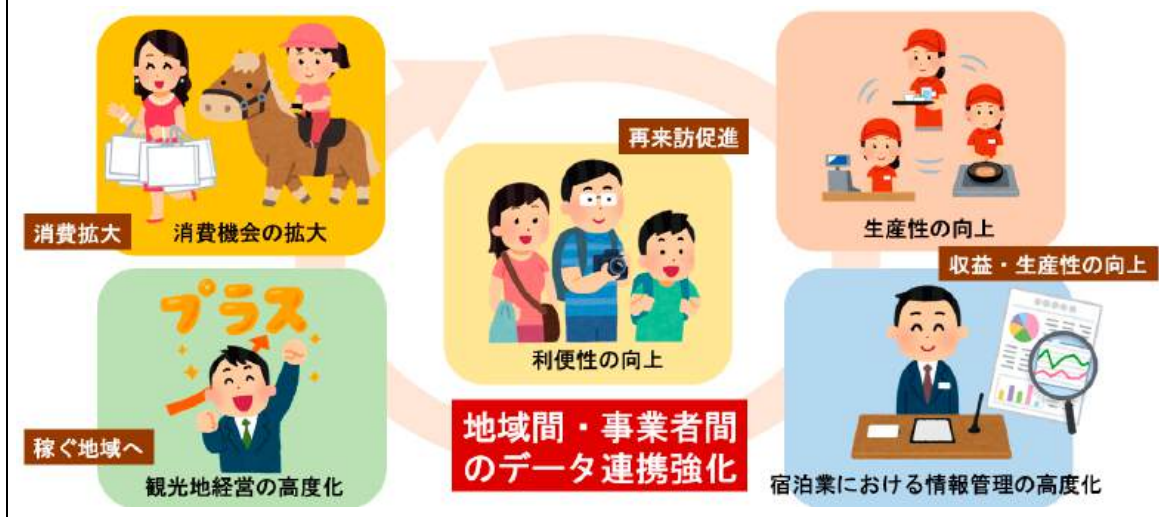 再来訪促進
消費拡大
消費機会の拡大
生産性の向上
収益・生産性の向上
プラス
利便性の向上
地域間・事業者間
のデータ連携強化
稼ぐ地域へ
観光地経営の高度化
宿泊業における情報管理の高度化